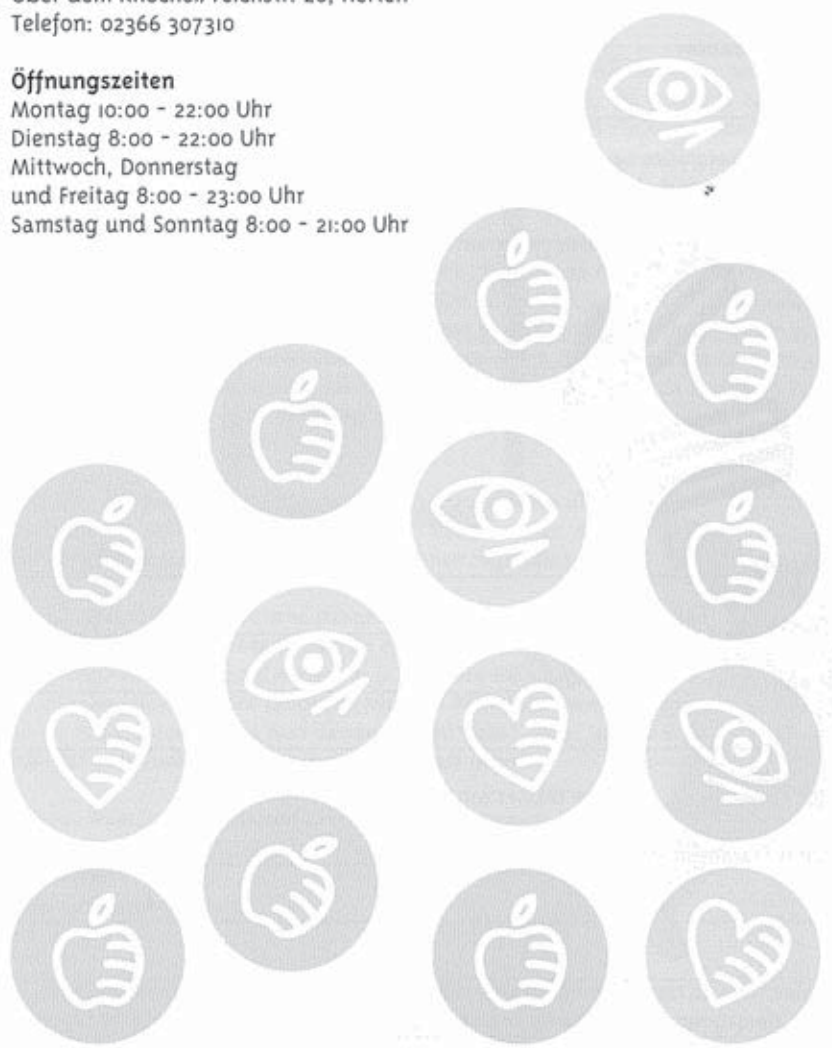 Telefon: 02366 307310
Öffnungszeiten
Montag 10:00 - 22:00 Uhr
Dienstag 8:00 - 22:00 Uhr
Mittwoch, Donnerstag
und Freitag 8:00 - 23:00 Uhr
Samstag und Sonntag 8:00 - 21:00 Uhr